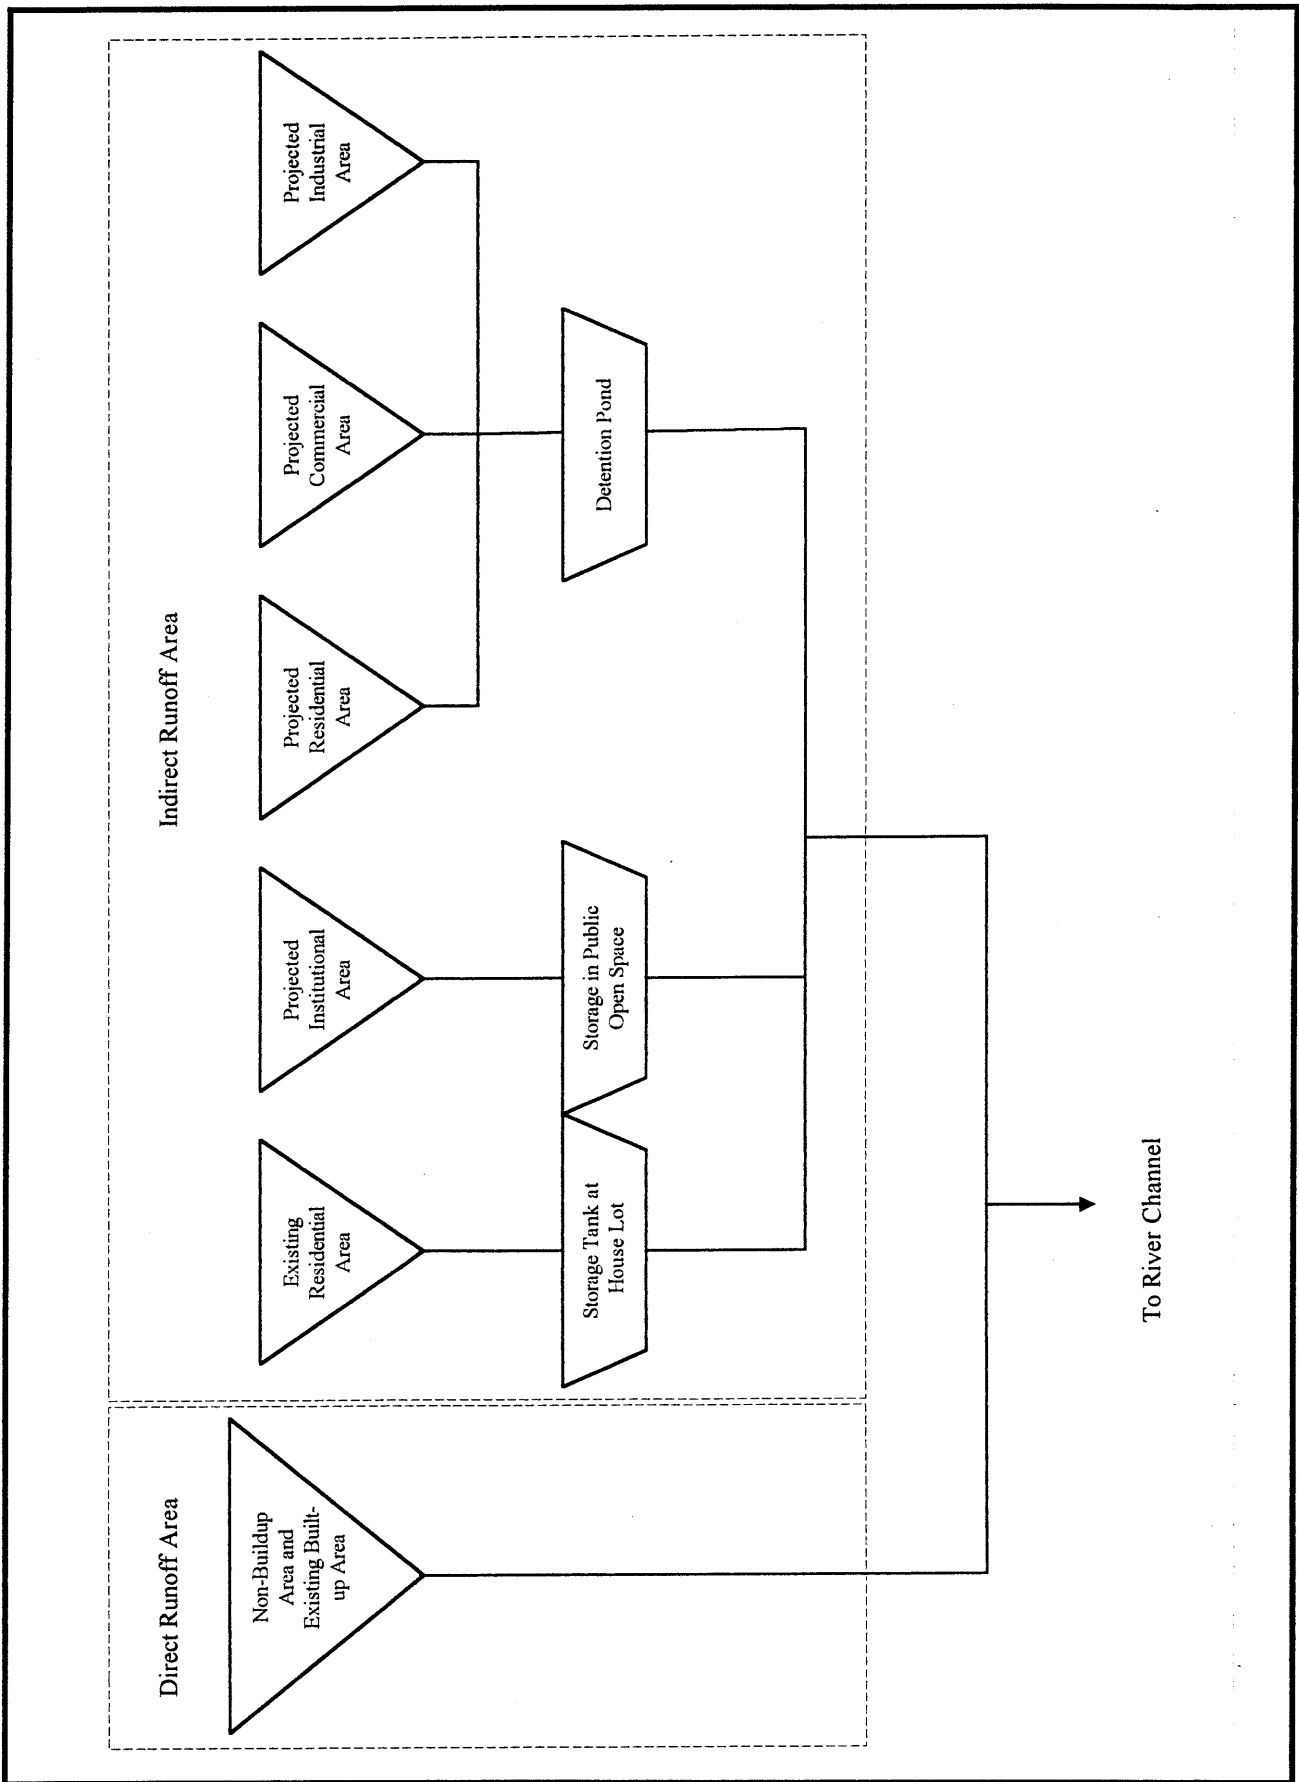 Direct Runoff Area
Indirect Runoff Area
Non-Buildup
Area and
Existing Built-
up Area
Existing
Residential
Area
Projected
Institutional
Area
Projected
Residential
Area
Projected
Commercial
Area
Projected
Industrial
Area
Storage Tank at
House Lot
Storage in Public
Open Space
Detention Pond
To River Channel